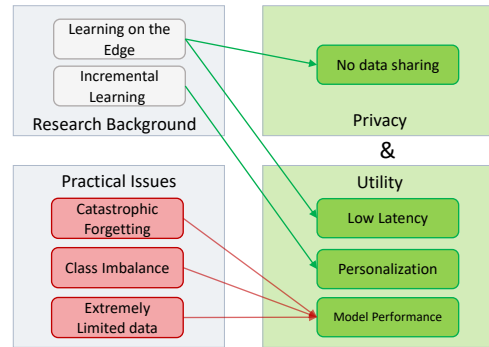 Learning on the
Edge
Incremental
Learning
Research Background
No data sharing
Privacy
&
Practical Issues
Catastrophic
Forgetting
Class Imbalance
Extremely
Limited data
Utility
Low Latency
Personalization
Model Performance